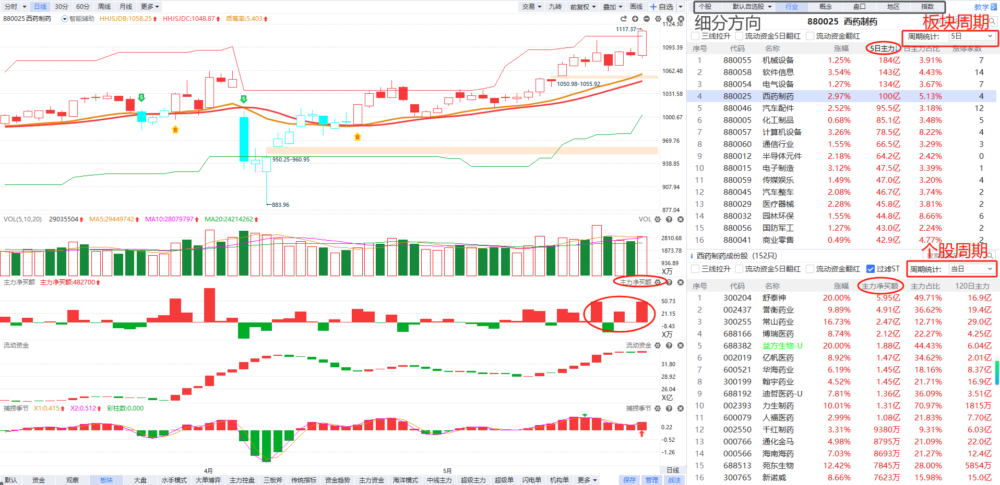 分时 日线 30分 60分 周线 月线 更多 交易 九转 前复权 叠加 画线 自选
880025 西药制药 智能辅助 HHJSJDB:1058.25 HHJSJDC:1048.87 乖离率:5.403
1124.30
1117.37
1093.39
1062.48
1050.98-1055.92
1031.58
1000.67
969.76
950.25-960.95
938.85
907.94
883.96
877.04
S
B
S
B
VOL(5,10,20) 29035504 MA5:29449742 MA10:28079797 MA20:24214262 VOL
2810.68
1873.78
936.89
X万
主力净买额 主力净买额:482700 主力净买额
50.73
21.15
-8.43
X万
流动资金 流动资金
31.80
28.92
26.04
X亿
捕捞季节 X1:0.415 X2:0.512 彩柱数:0.000 捕捞季节
0.22
-0.52
-1.26
4月 5月 日线
默认 资金 观察 板块 大盘 水手模式 大单博弈 主力控盘 三板斧 传统指标 资金趋势 主力资金 海洋模式 中线主力 超级主力 超级单 闪电单 机构单 更多 保存 管理 战法
个股 默认自选股 行业 概念 盘口 地区 指数 教学
细分方向 880025 西药制药 板块周期
三线拉升 流动资金5日翻红 流动资金翻红 周期统计: 5日
序号 代码 名称 涨幅 5日主力↓ 日主力占比 涨停家数
1 880055 机械设备 1.25% 184亿 3.91% 7
2 880058 软件信息 3.54% 143亿 4.43% 14
3 880054 电气设备 1.27% 134亿 3.67% 7
4 880025 西药制药 2.97% 100亿 5.13% 4
5 880046 汽车配件 2.52% 95.5亿 3.18% 12
6 880005 化工制品 0.68% 85.1亿 3.48% 5
7 880057 计算机设备 3.26% 78.5亿 8.22% 4
8 880060 通信行业 1.55% 66.5亿 3.29% 3
9 880012 半导体元件 2.18% 64.2亿 2.42% 0
10 880015 电子制造 3.12% 47.5亿 3.39% 1
11 880059 传媒娱乐 1.49% 47.0亿 3.20% 4
12 880045 汽车整车 2.08% 46.7亿 3.74% 2
13 880029 医疗器械 2.28% 45.8亿 3.81% 2
14 880032 园林环保 1.55% 44.8亿 8.66% 6
15 880056 国防军工 1.27% 43.0亿 2.24% 2
16 880041 商业零售 0.49% 42.9亿 4.77% 2
西药制药成份股 (152只) 个股周期
三线拉升 流动资金5日翻红 流动资金翻红 过滤ST 周期统计: 当日
序号 代码 名称 涨幅 主力净买额 主力占比 120日主力
1 300204 舒泰神 20.00% 5.95亿 49.71% 16.9亿
2 002437 誉衡药业 9.89% 4.91亿 36.62% 19.4亿
3 300255 常山药业 16.73% 2.47亿 12.71% 29.0亿
4 688166 博瑞医药 8.74% 2.12亿 22.27% 4.25亿
5 688382 益方生物-U 20.00% 1.88亿 44.43% 6.04亿
6 002019 亿帆医药 8.92% 1.47亿 34.62% 2.01亿
7 600521 华海药业 6.19% 1.45亿 18.16% 8.37亿
8 300199 翰宇药业 4.52% 1.45亿 21.71% 16.9亿
9 688192 迪哲医药-U 7.81% 1.36亿 36.09% 3.51亿
10 002393 力生制药 10.01% 1.31亿 70.97% 1815万
11 600079 人福医药 2.99% 1.08亿 21.83% 7.70亿
12 002550 千红制药 3.31% 9380万 9.31% 6.03亿
13 000766 通化金马 4.98% 8795万 21.09% 22.0亿
14 000566 海南海药 7.03% 8693万 21.27% 12.4亿
15 688513 苑东生物 12.42% 7845万 28.00% 5854万
16 300765 新诺威 8.66% 7623万 15.98% 15.0亿